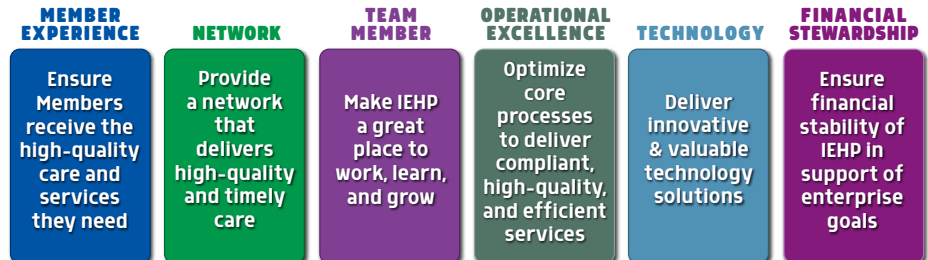 MEMBER
EXPERIENCE
Ensure
Members
receive the
high-quality
care and
services
they need
NETWORK
Provide
a network
that
delivers
high-quality
and timely
care
TEAM
MEMBER
Make IEHP
a great
place to
work, learn,
and grow
OPERATIONAL
EXCELLENCE
Optimize
core
processes
to deliver
compliant,
high-quality,
and efficient
services
TECHNOLOGY
Deliver
innovative
& valuable
technology
solutions
FINANCIAL
STEWARDSHIP
Ensure
financial
stability of
IEHP in
support of
enterprise
goals